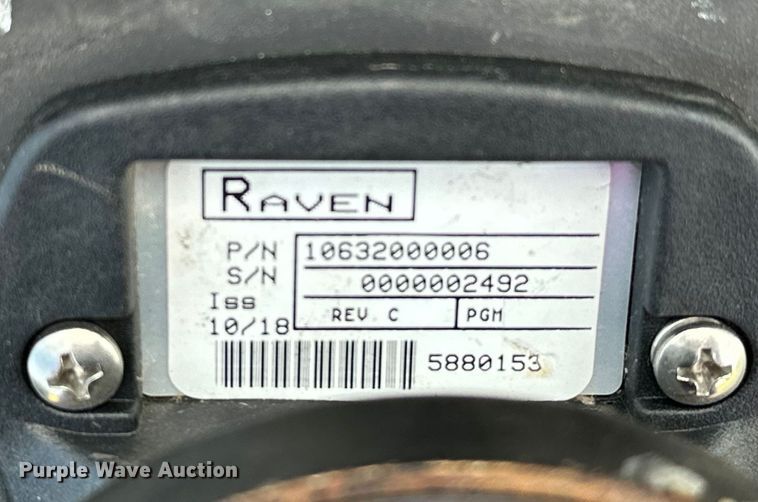 RAVEN
P/N 10632000006
S/N 0000002492
Iss
10/18 REV. C PGM
5880153
Purple Wave Auction